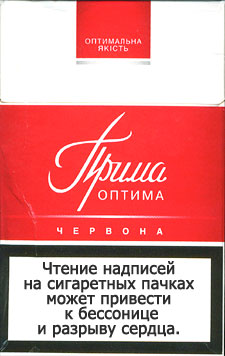 ОПТИМАЛЬНА
ЯКІСТЬ
Прима
ОПТИМА
ЧЕРВОНА
Чтение надписей
на сигаретных пачках
может привести
к бессонице
и разрыву сердца.